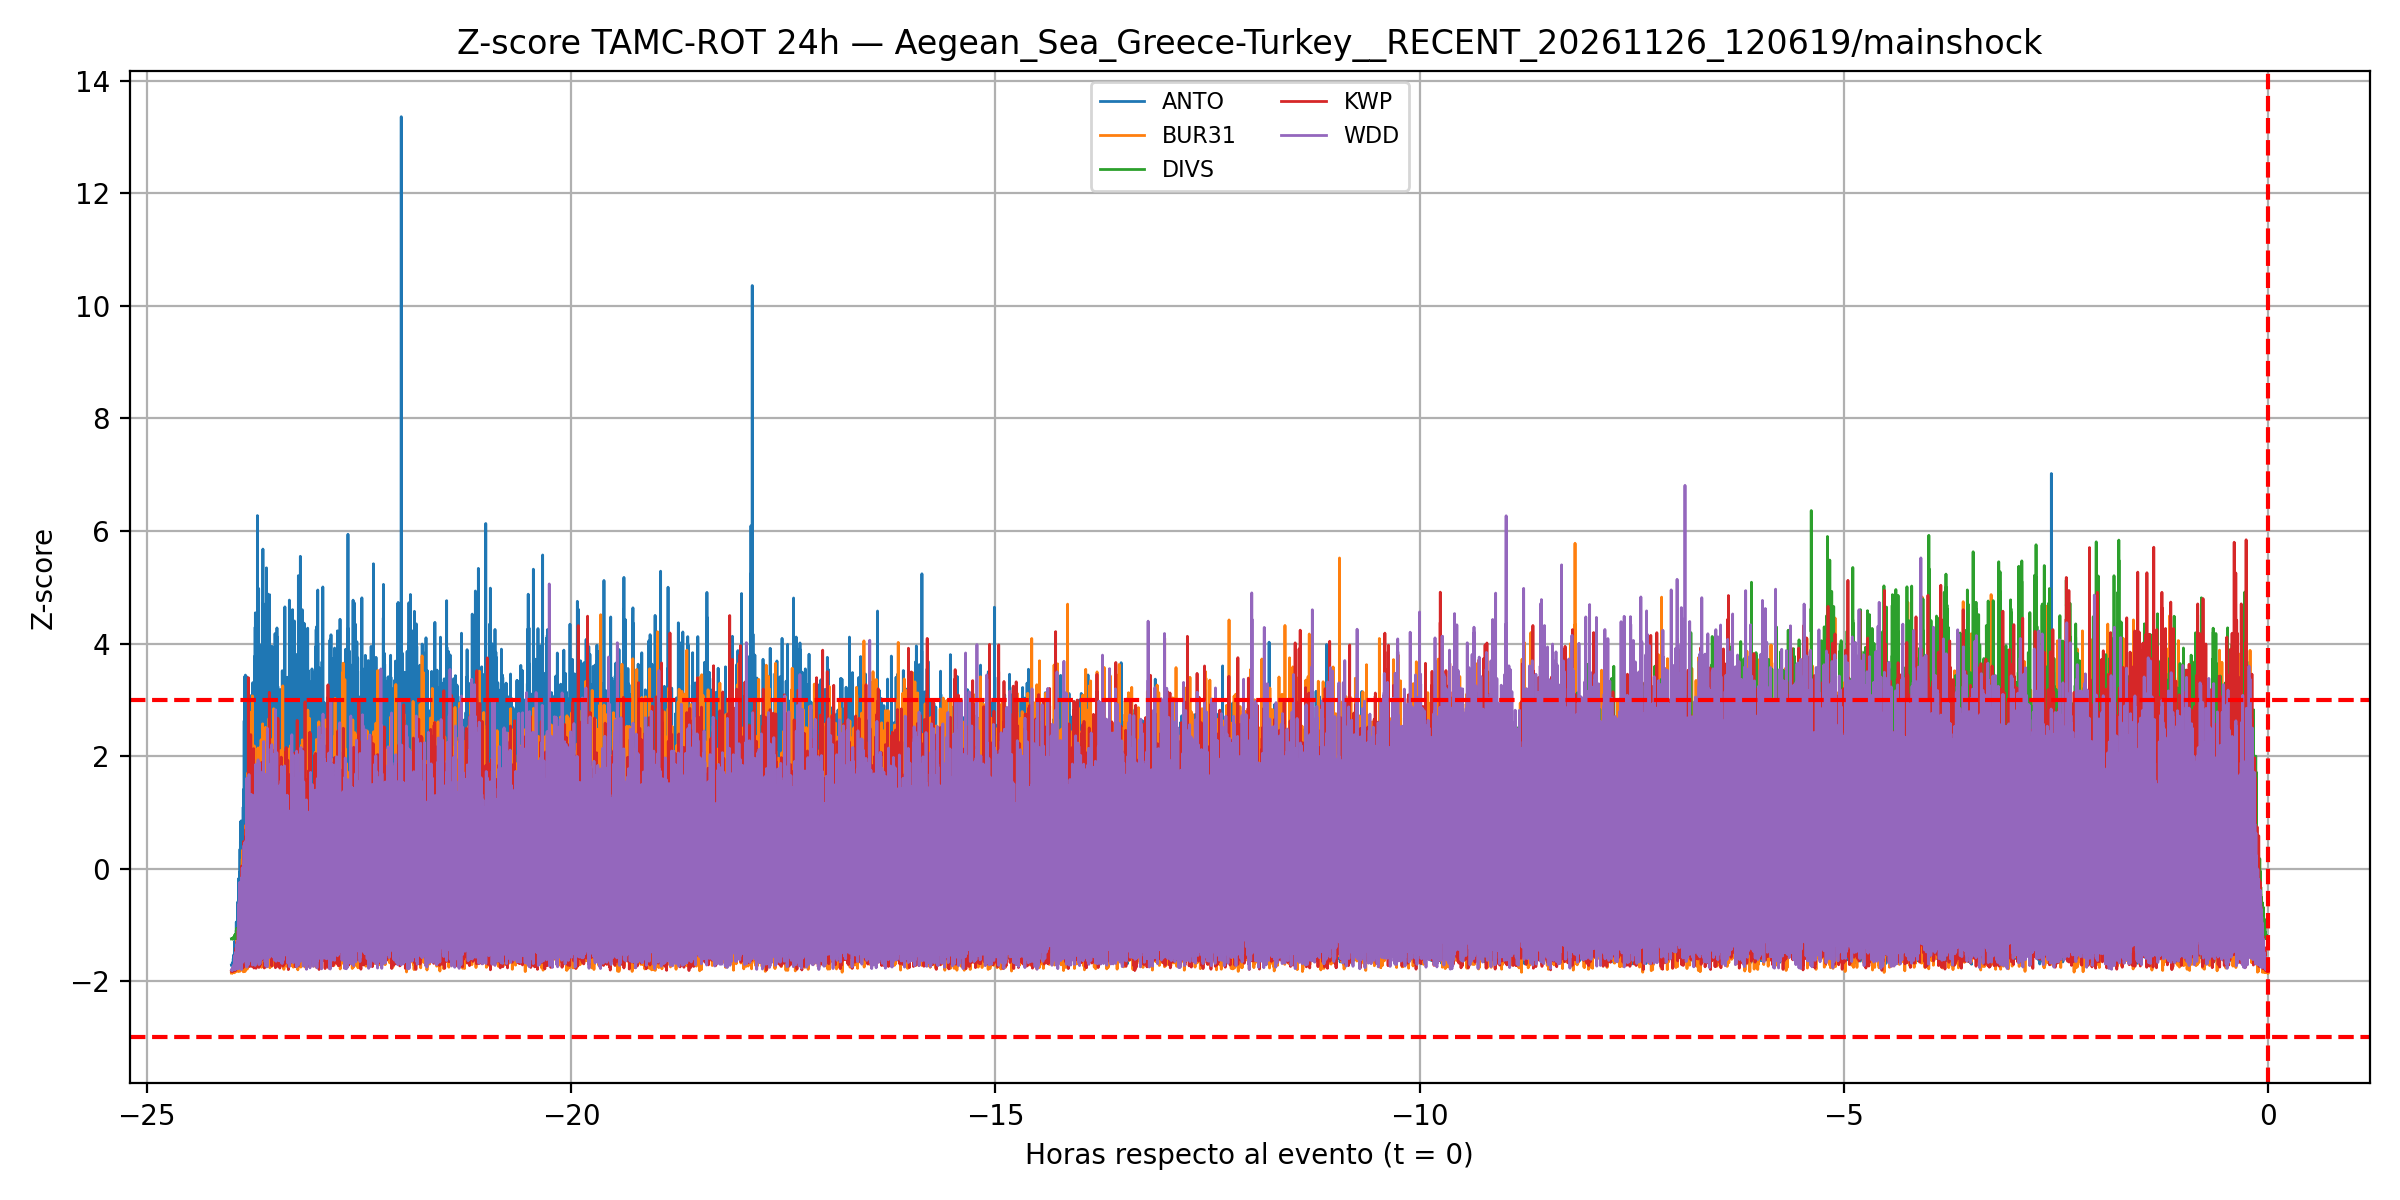 Z-score TAMC-ROT 24h — Aegean_Sea_Greece-Turkey__RECENT_20261126_120619/mainshock
ANTO
BUR31
DIVS
KWP
WDD
Z-score
14
12
10
8
6
4
2
0
−2
−25
−20
−15
−10
−5
0
Horas respecto al evento (t = 0)